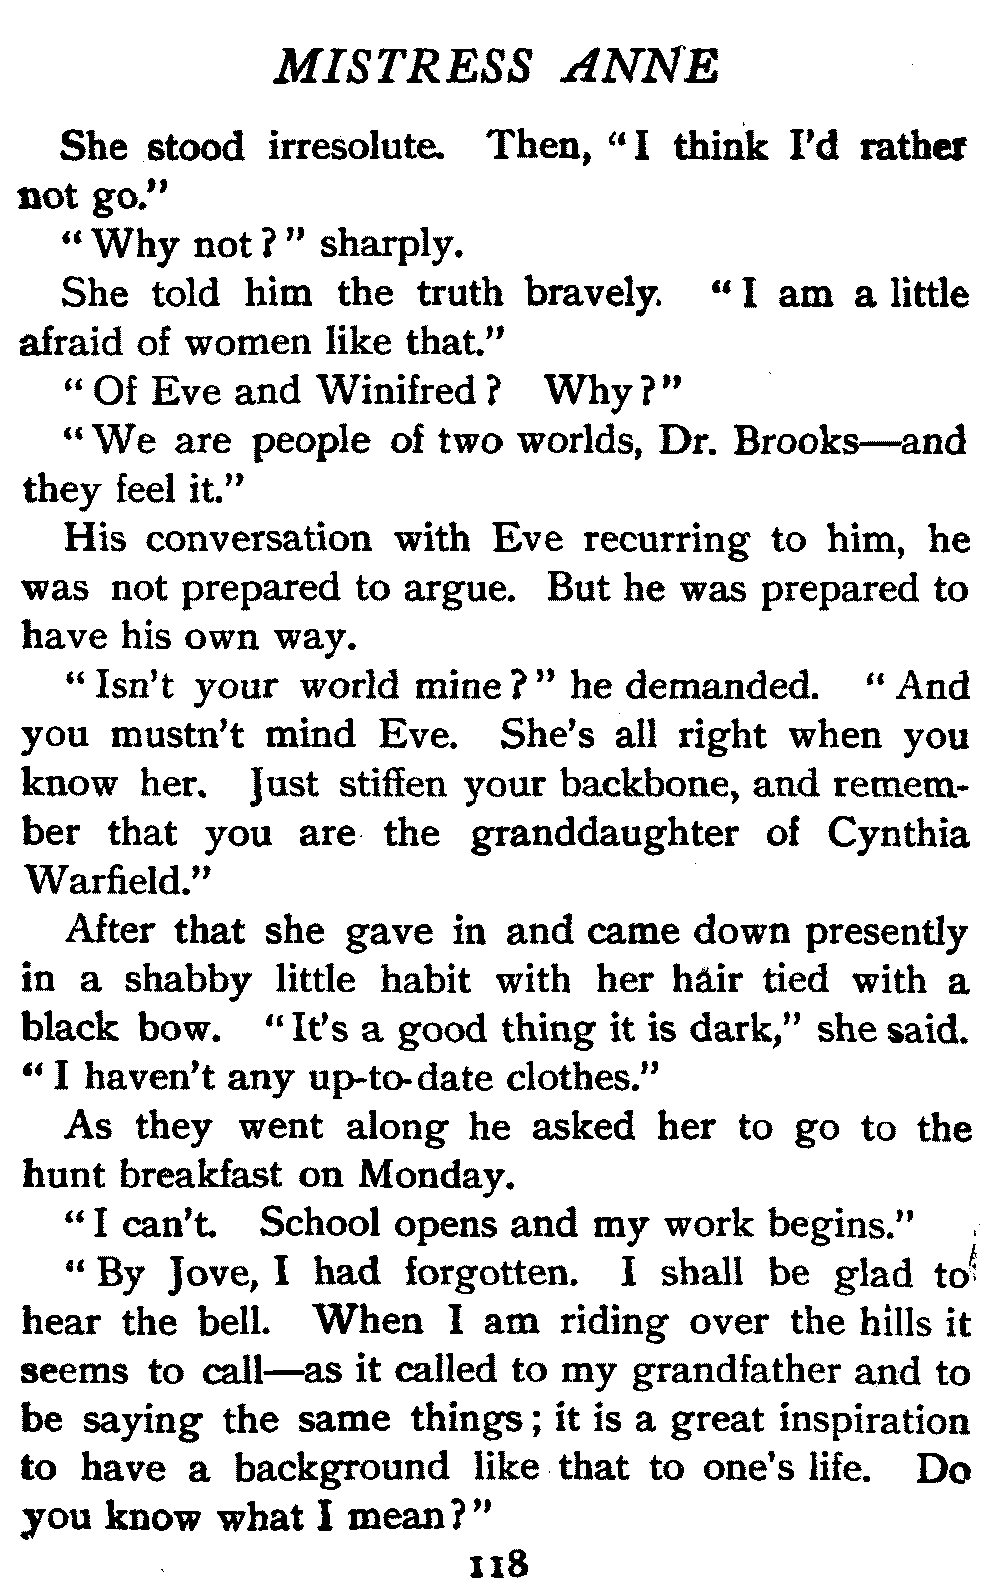 MISTRESS ANNE
She stood irresolute. Then, "I think I'd rather
not go."
"Why not?" sharply.
She told him the truth bravely. "I am a little
afraid of women like that."
"Of Eve and Winifred? Why?"
"We are people of two worlds, Dr. Brooks—and
they feel it."
His conversation with Eve recurring to him, he
was not prepared to argue. But he was prepared to
have his own way.
"Isn't your world mine?" he demanded. "And
you mustn't mind Eve. She's all right when you
know her. Just stiffen your backbone, and remem-
ber that you are the granddaughter of Cynthia
Warfield."
After that she gave in and came down presently
in a shabby little habit with her hair tied with a
black bow. "It's a good thing it is dark," she said.
"I haven't any up-to-date clothes."
As they went along he asked her to go to the
hunt breakfast on Monday.
"I can't. School opens and my work begins."
"By Jove, I had forgotten. I shall be glad to
hear the bell. When I am riding over the hills it
seems to call—as it called to my grandfather and to
be saying the same things; it is a great inspiration
to have a background like that to one's life. Do
you know what I mean?"
118